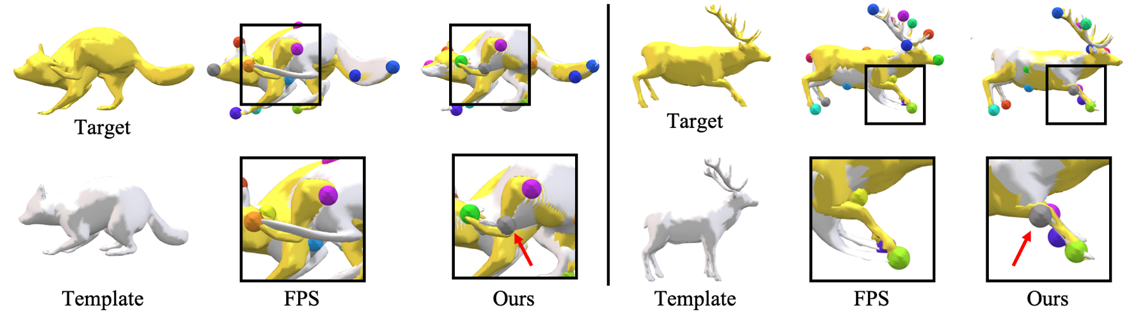 Target
Target
Template
FPS
Ours
Template
FPS
Ours